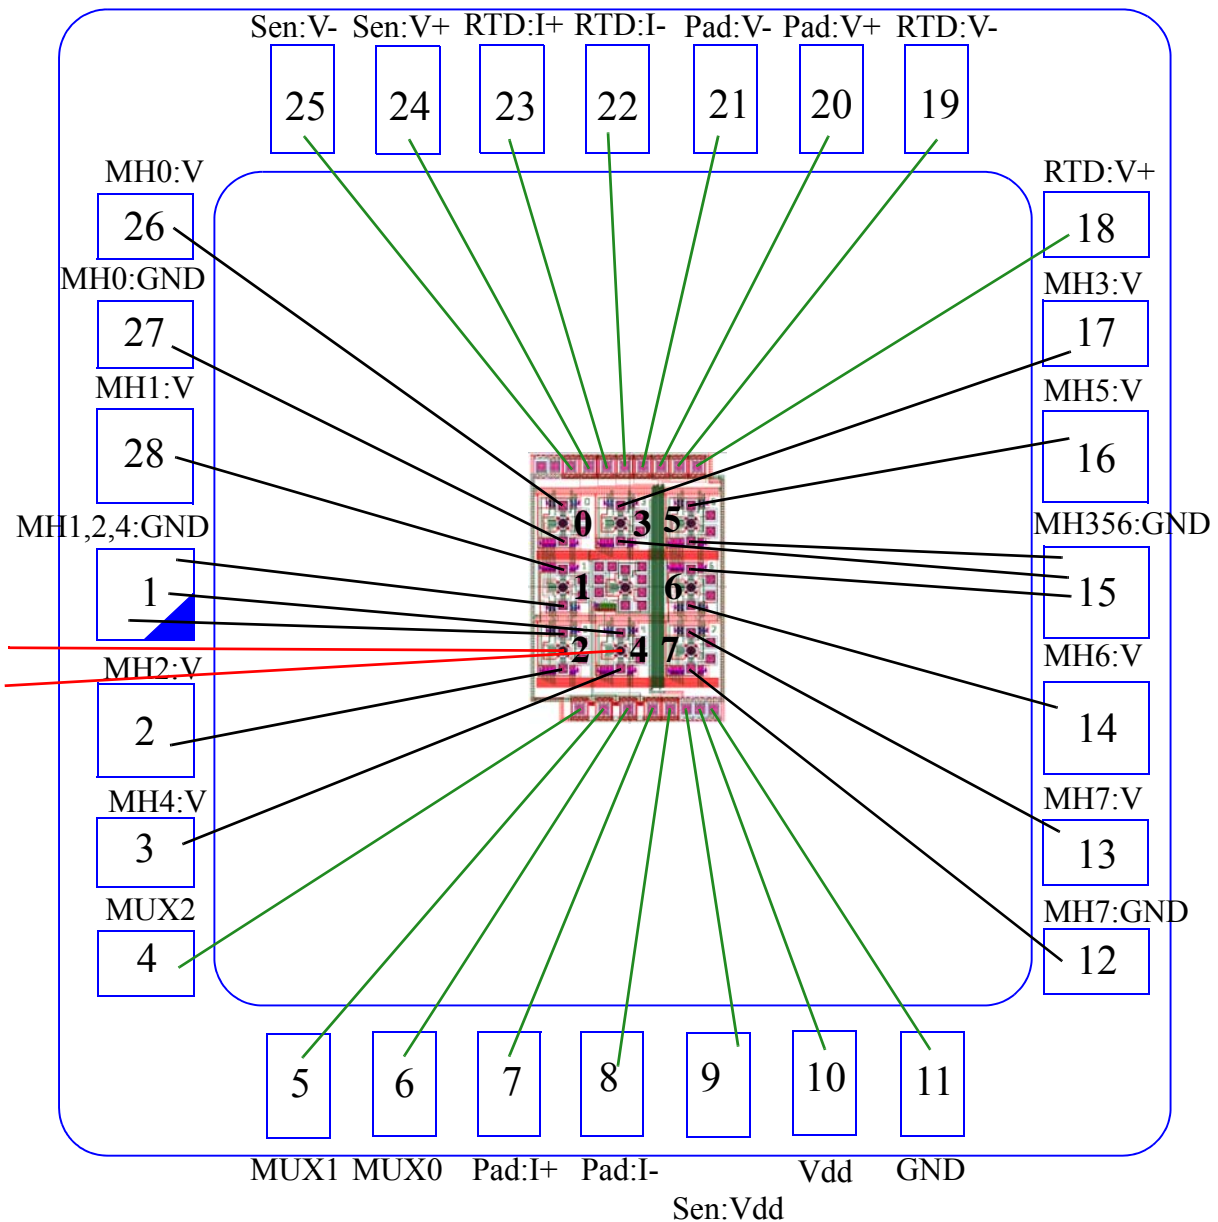 Sen:V- Sen:V+ RTD:I+ RTD:I- Pad:V- Pad:V+ RTD:V-
25 24 23 22 21 20 19
MH0:V
26
RTD:V+
18
MH0:GND
27
MH3:V
17
MH1:V
28
MH5:V
16
MH1,2,4:GND
1
MH356:GND
15
0 3 5
1 6
2 4 7
MH2:V
2
MH6:V
14
MH4:V
3
MH7:V
13
MUX2
4
MH7:GND
12
5 6 7 8 9 10 11
MUX1 MUX0 Pad:I+ Pad:I- Vdd GND
Sen:Vdd